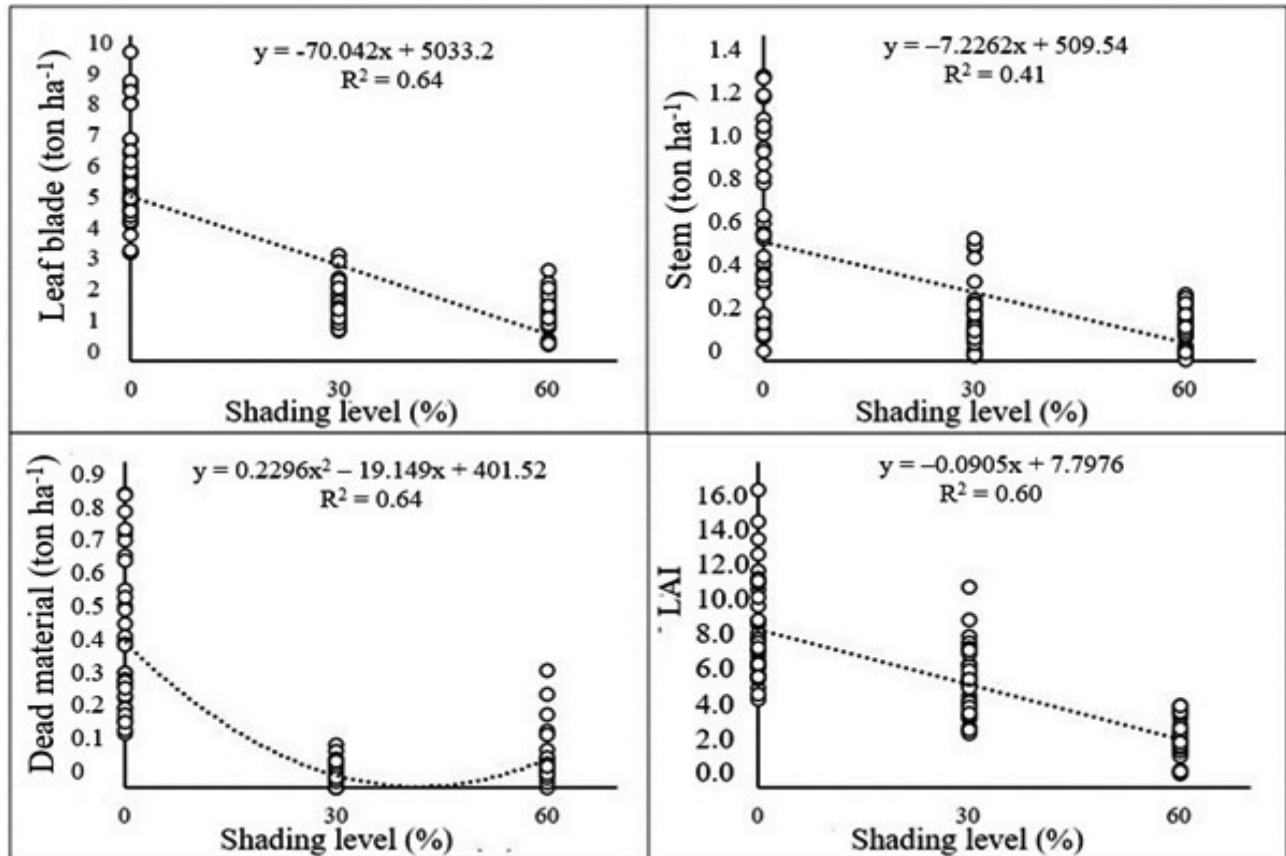 y = -70.042x + 5033.2
R² = 0.64
Leaf blade (ton ha⁻¹)
10
9
8
7
6
5
4
3
2
1
0
0 30 60
Shading level (%)
y = –7.2262x + 509.54
R² = 0.41
Stem (ton ha⁻¹)
1.4
1.2
1.0
0.8
0.6
0.4
0.2
0
0 30 60
Shading level (%)
y = 0.2296x² – 19.149x + 401.52
R² = 0.64
Dead material (ton ha⁻¹)
0.9
0.8
0.7
0.6
0.5
0.4
0.3
0.2
0.1
0
0 30 60
Shading level (%)
y = –0.0905x + 7.7976
R² = 0.60
LAI
16.0
14.0
12.0
10.0
8.0
6.0
4.0
2.0
0.0
0 30 60
Shading level (%)